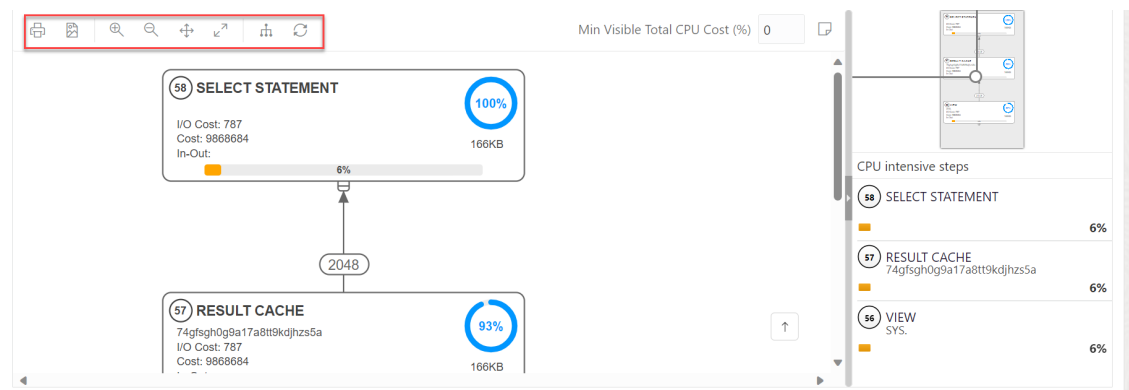 Min Visible Total CPU Cost (%) 0
58 SELECT STATEMENT
100%
I/O Cost: 787
Cost: 9868684
In-Out:
166KB
6%
2048
57 RESULT CACHE
74gfsgh0g9a17a8tt9kdjhzs5a
93%
I/O Cost: 787
Cost: 9868684
166KB
CPU intensive steps
58 SELECT STATEMENT
6%
57 RESULT CACHE
74gfsgh0g9a17a8tt9kdjhzs5a
6%
56 VIEW
SYS.
6%